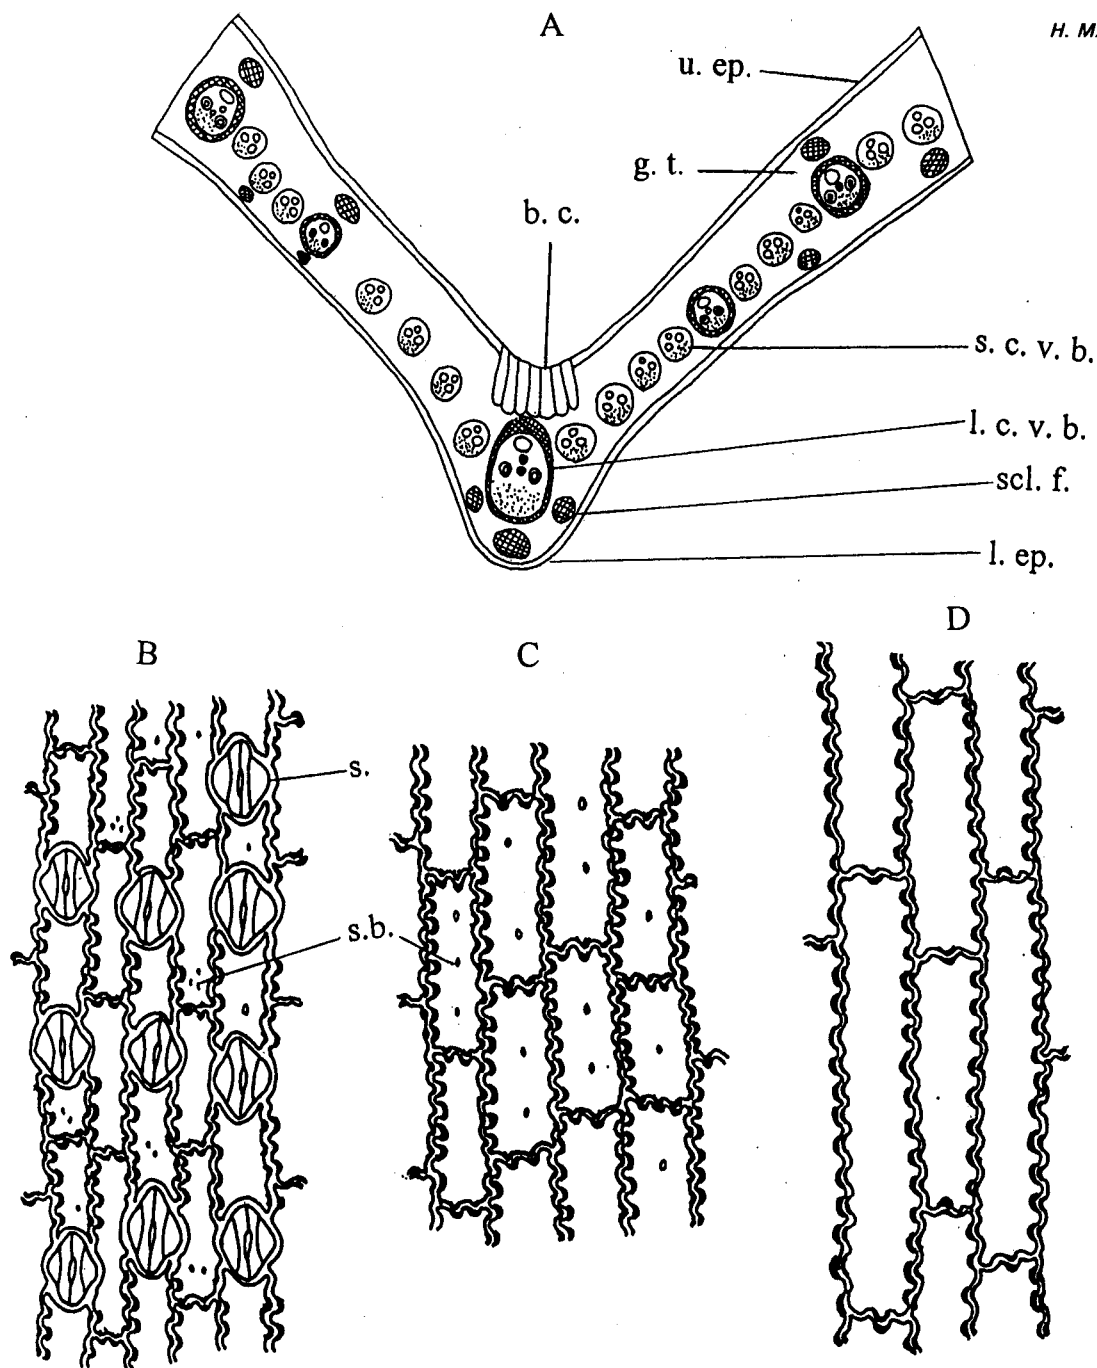 A
H. M.
u. ep.
g. t.
b. c.
s. c. v. b.
l. c. v. b.
scl. f.
l. ep.
B
C
D
s.
s.b.